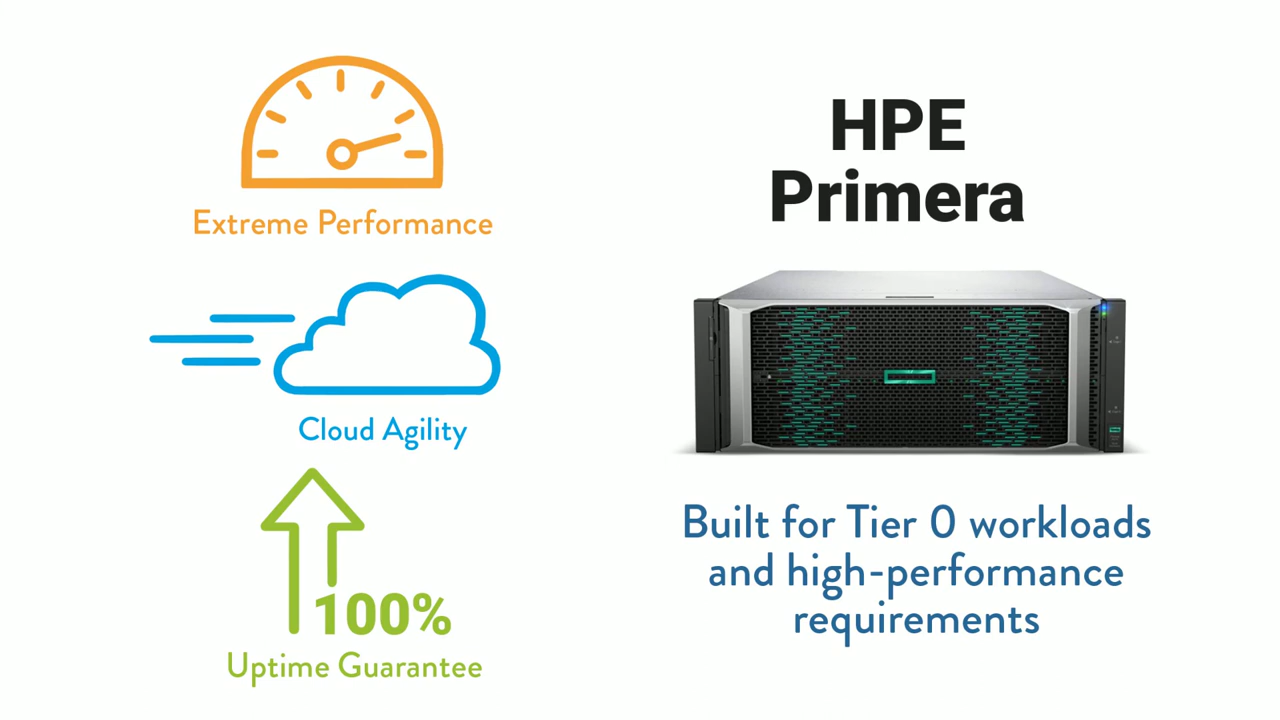 Extreme Performance
Cloud Agility
100%
Uptime Guarantee
HPE
Primera
Built for Tier 0 workloads
and high-performance
requirements